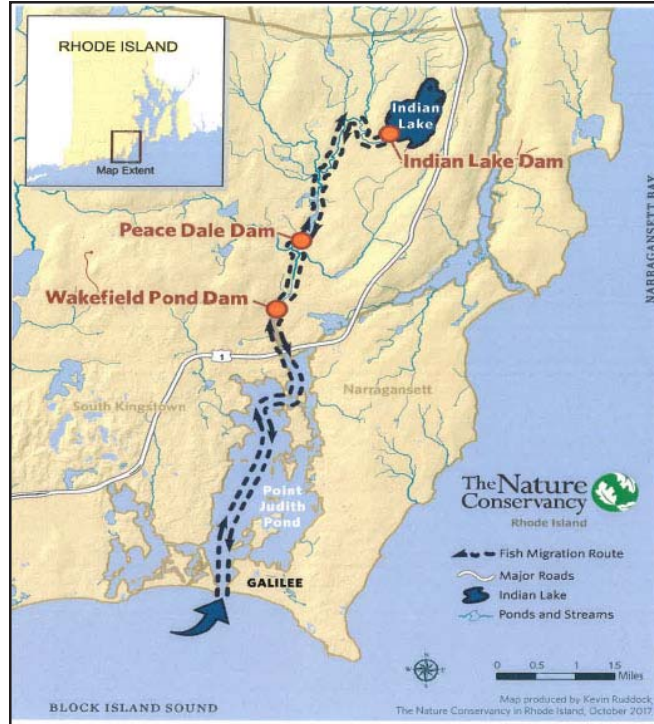 RHODE ISLAND
Map Extent
Indian
Lake
Indian Lake Dam
Peace Dale Dam
Wakefield Pond Dam
NARRAGANSETT BAY
1
South Kingstown
Narragansett
Point
Judith
Pond
GALILEE
The Nature
Conservancy
Rhode Island
Fish Migration Route
Major Roads
Indian Lake
Ponds and Streams
0 0.5 1 1.5
Miles
BLOCK ISLAND SOUND
Map produced by Kevin Ruddock,
The Nature Conservancy in Rhode Island, October 2017